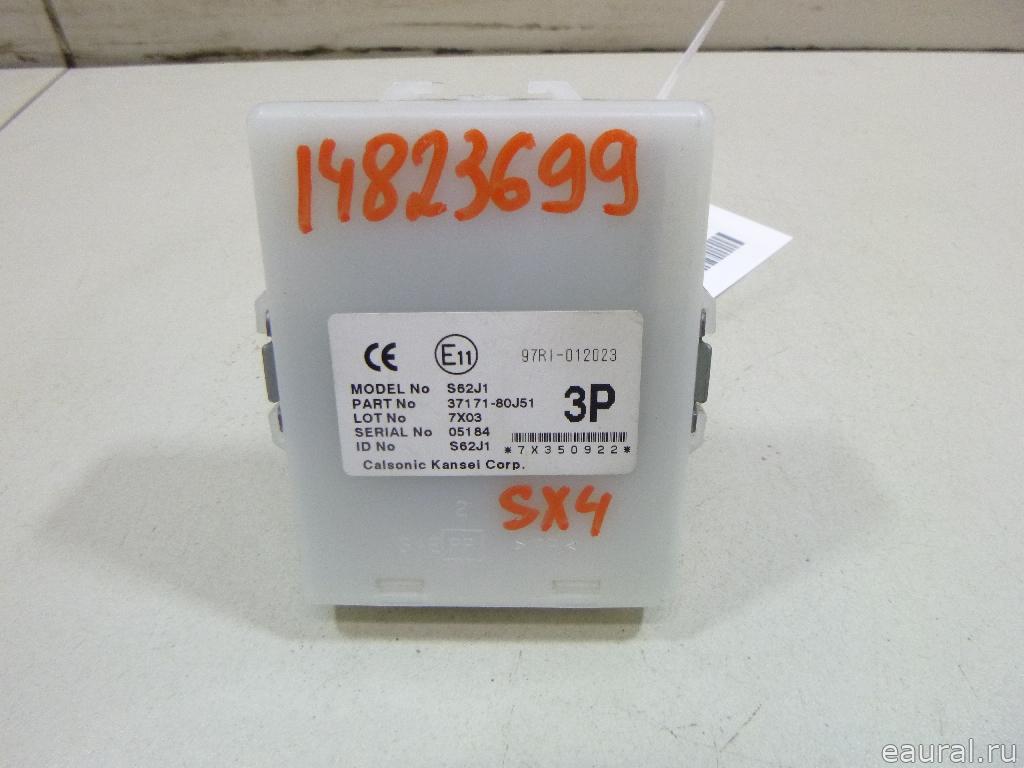 14823699
CE E11 97RI-012023
MODEL No S62J1
PART No 37171-80J51
LOT No 7X03
SERIAL No 05184
ID No S62J1
3P
*7X350922*
Calsonic Kansei Corp.
SX4
2
eaural.ru